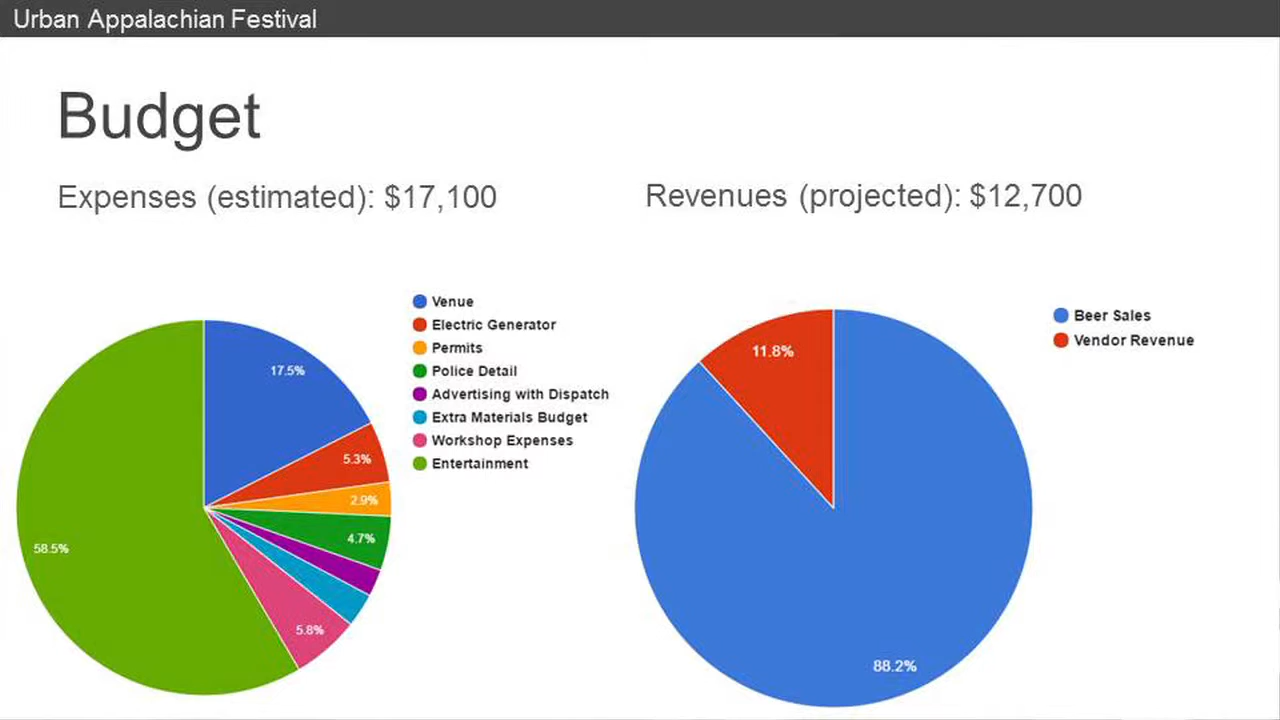 Urban Appalachian Festival
Budget
Expenses (estimated): $17,100
Revenues (projected): $12,700
Venue
Electric Generator
Permits
Police Detail
Advertising with Dispatch
Extra Materials Budget
Workshop Expenses
Entertainment
17.5%
5.3%
2.9%
4.7%
5.8%
58.5%
Beer Sales
Vendor Revenue
11.8%
88.2%